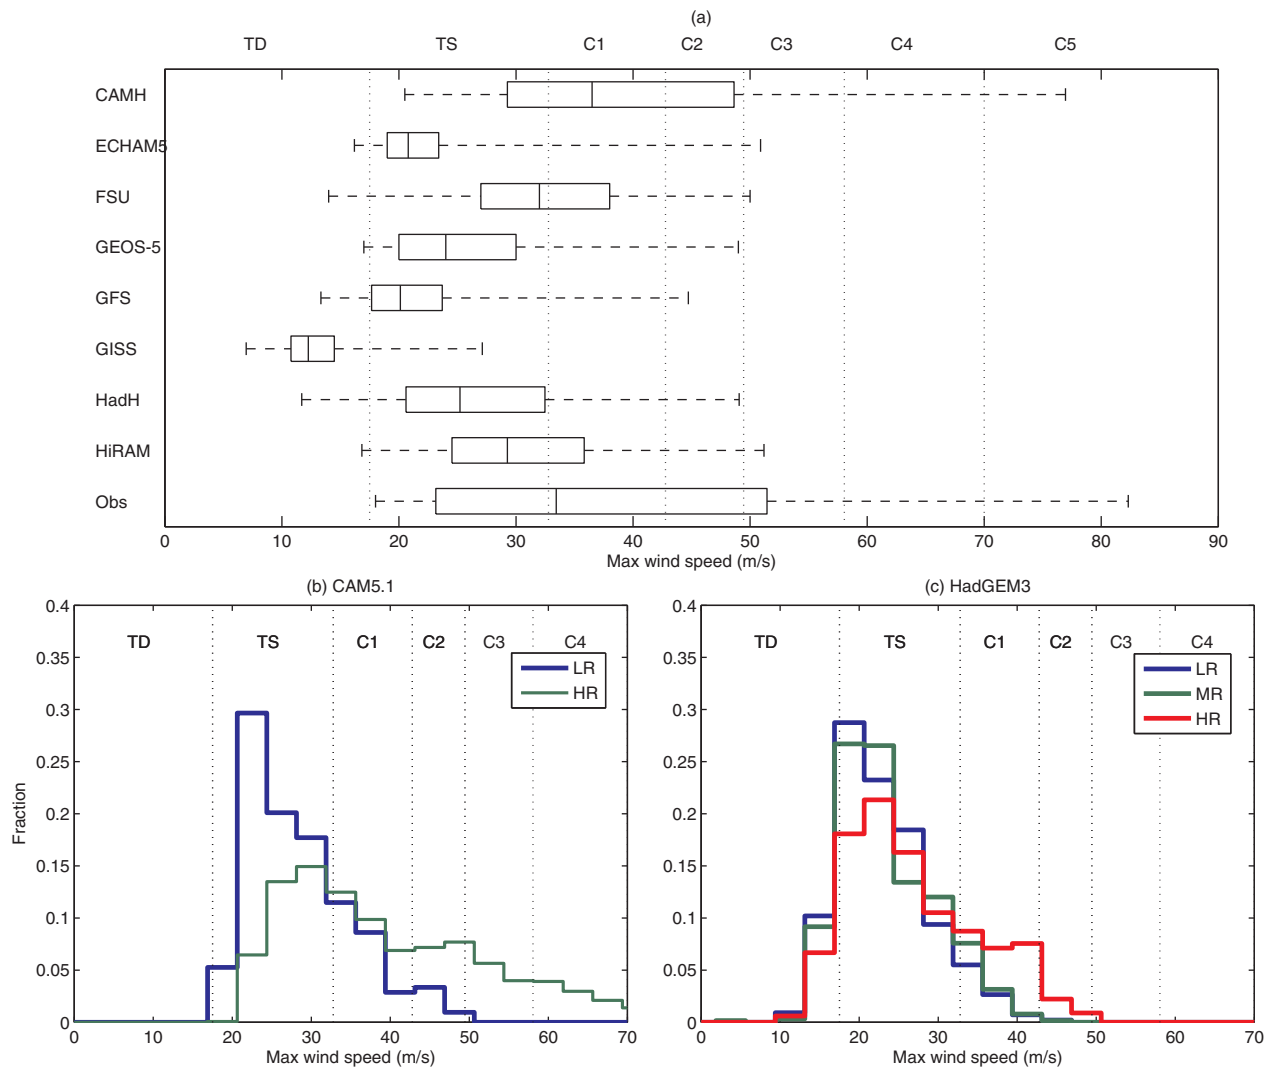 (a)
TD TS C1 C2 C3 C4 C5
CAMH
ECHAM5
FSU
GEOS-5
GFS
GISS
HadH
HiRAM
Obs
0 10 20 30 40 50 60 70 80 90
Max wind speed (m/s)
(b) CAM5.1
0.4
0.35
0.3
0.25
0.2
0.15
0.1
0.05
0
Fraction
TD TS C1 C2 C3 C4
LR
HR
0 10 20 30 40 50 60 70
Max wind speed (m/s)
(c) HadGEM3
0.4
0.35
0.3
0.25
0.2
0.15
0.1
0.05
0
TD TS C1 C2 C3 C4
LR
MR
HR
0 10 20 30 40 50 60 70
Max wind speed (m/s)